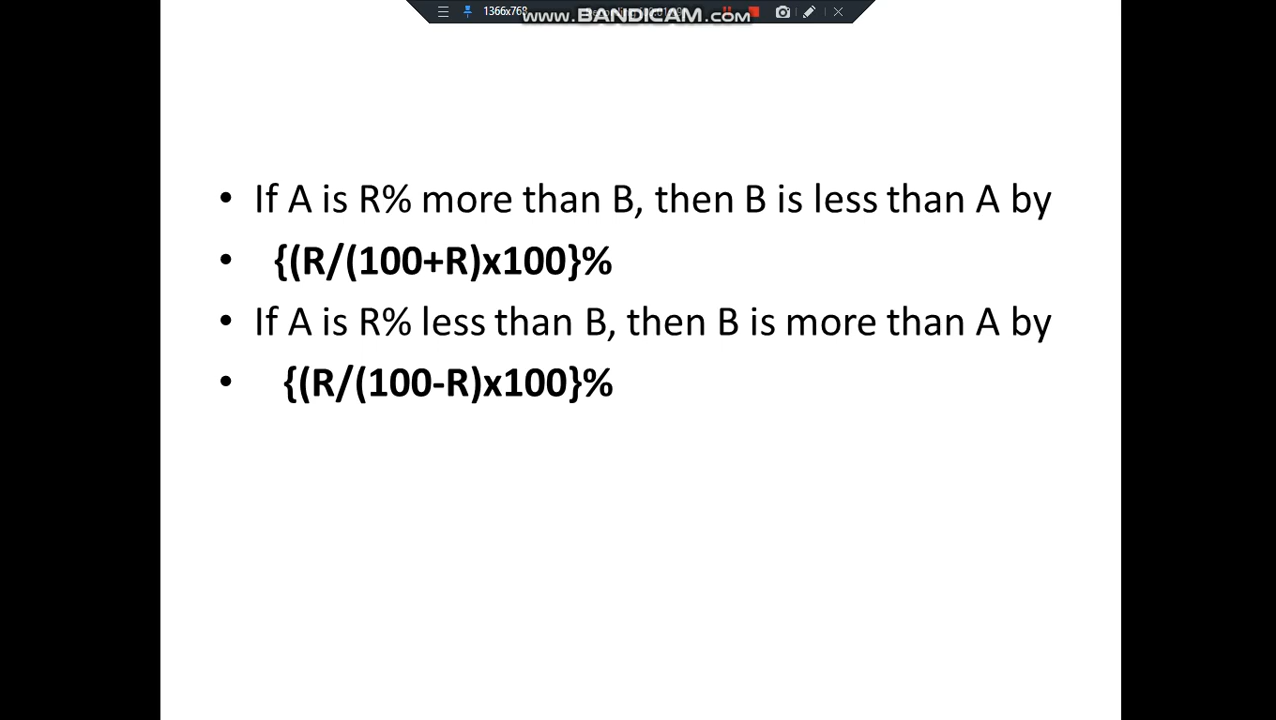 1366x768
www.BANDICAM.com
• If A is R% more than B, then B is less than A by
• {(R/(100+R)x100}%
• If A is R% less than B, then B is more than A by
• {(R/(100-R)x100}%